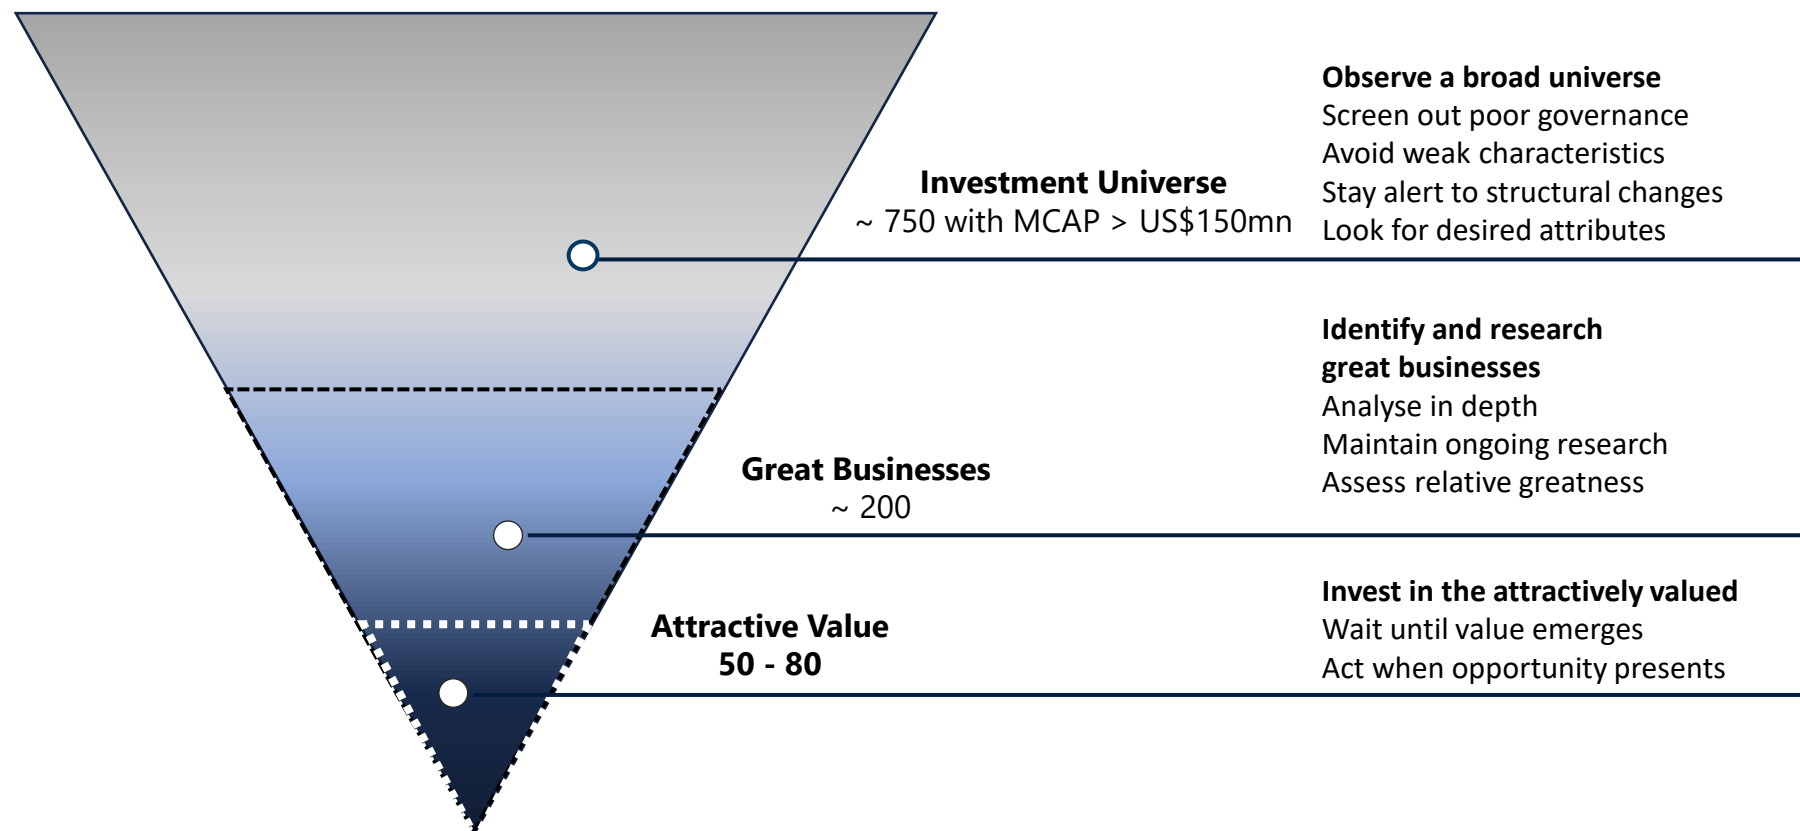 Investment Universe
~ 750 with MCAP > US$150mn
Observe a broad universe
Screen out poor governance
Avoid weak characteristics
Stay alert to structural changes
Look for desired attributes
Great Businesses
~ 200
Identify and research
great businesses
Analyse in depth
Maintain ongoing research
Assess relative greatness
Attractive Value
50 - 80
Invest in the attractively valued
Wait until value emerges
Act when opportunity presents